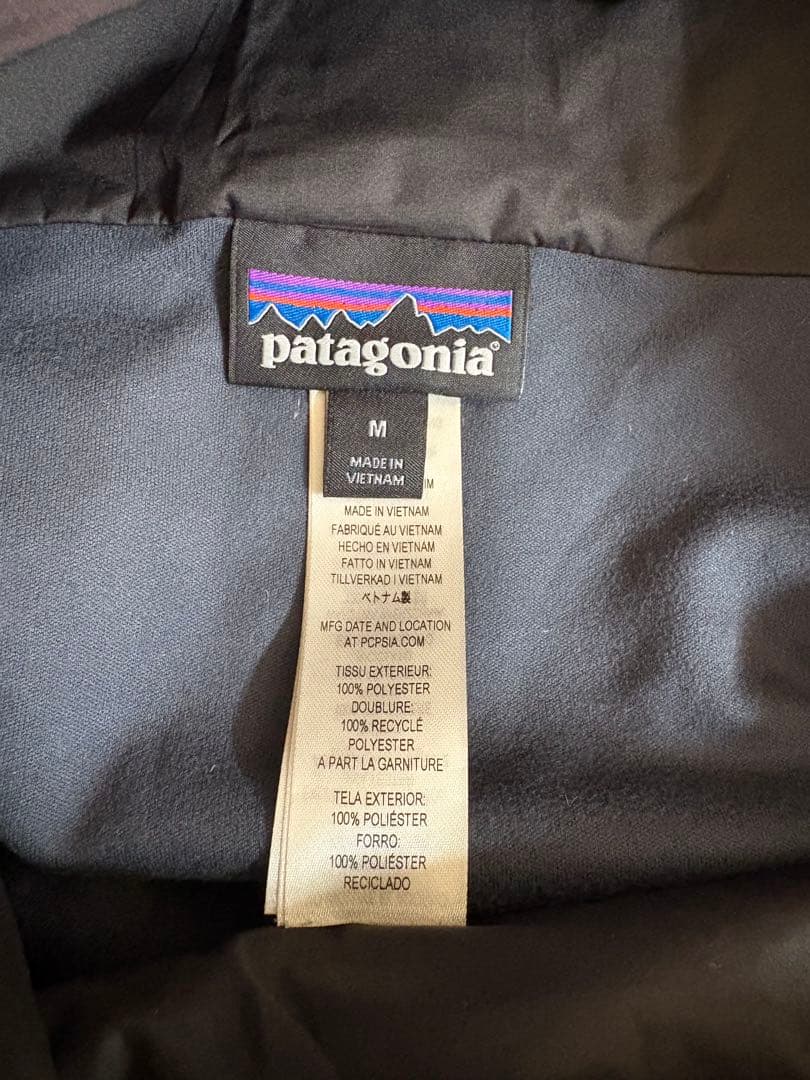 patagonia®
M
MADE IN
VIETNAM
IM
MADE IN VIETNAM
FABRIQUÉ AU VIETNAM
HECHO EN VIETNAM
FATTO IN VIETNAM
TILLVERKAD I VIETNAM
ベトナム製
MFG DATE AND LOCATION
AT PCPSIA.COM
TISSU EXTERIEUR:
100% POLYESTER
DOUBLURE:
100% RECYCLÉ
POLYESTER
A PART LA GARNITURE
TELA EXTERIOR:
100% POLIÉSTER
FORRO:
100% POLIÉSTER
RECICLADO